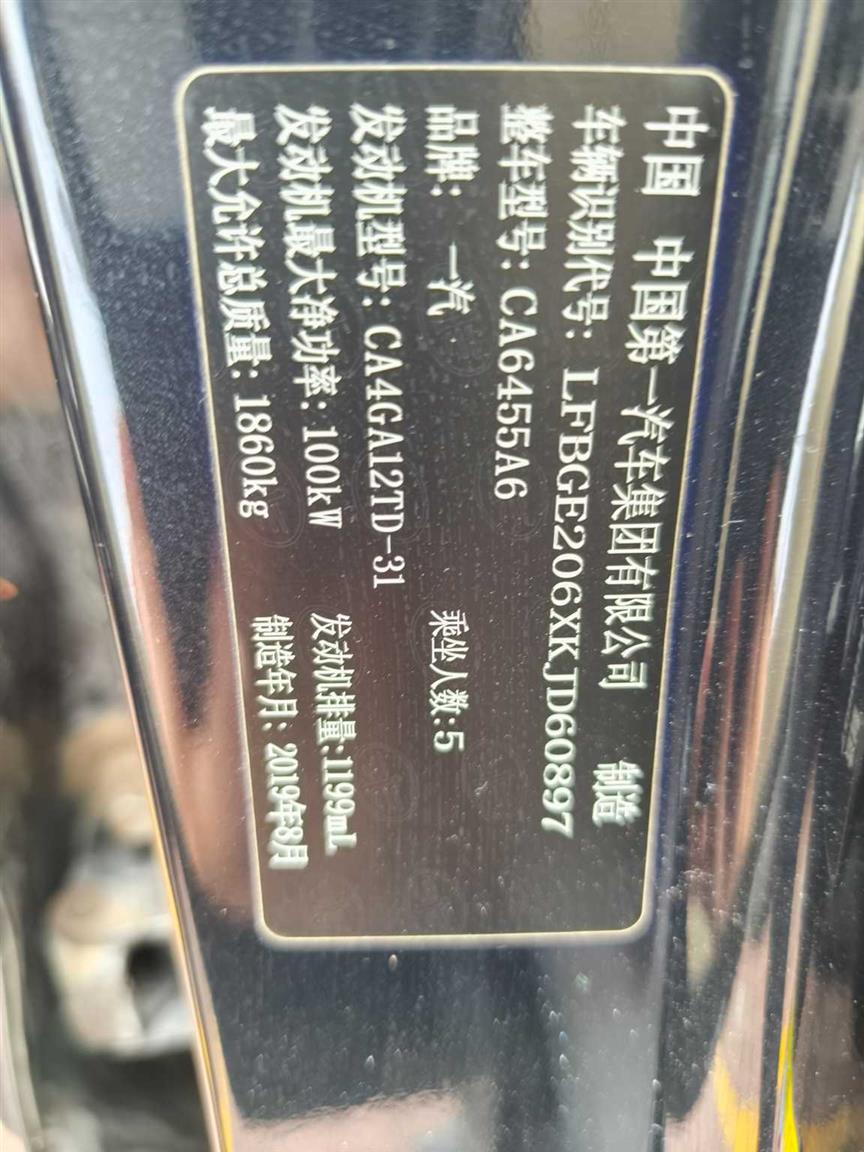 中国 中国第一汽车集团有限公司 制造
车辆识别代号: LFBGE206XKJD60897
整车型号: CA6455A6
品牌: 一汽 乘坐人数:5
发动机型号: CA4GA12TD-31
发动机最大净功率: 100kW 发动机排量:1199mL
最大允许总质量: 1860kg 制造年月: 2019年8月